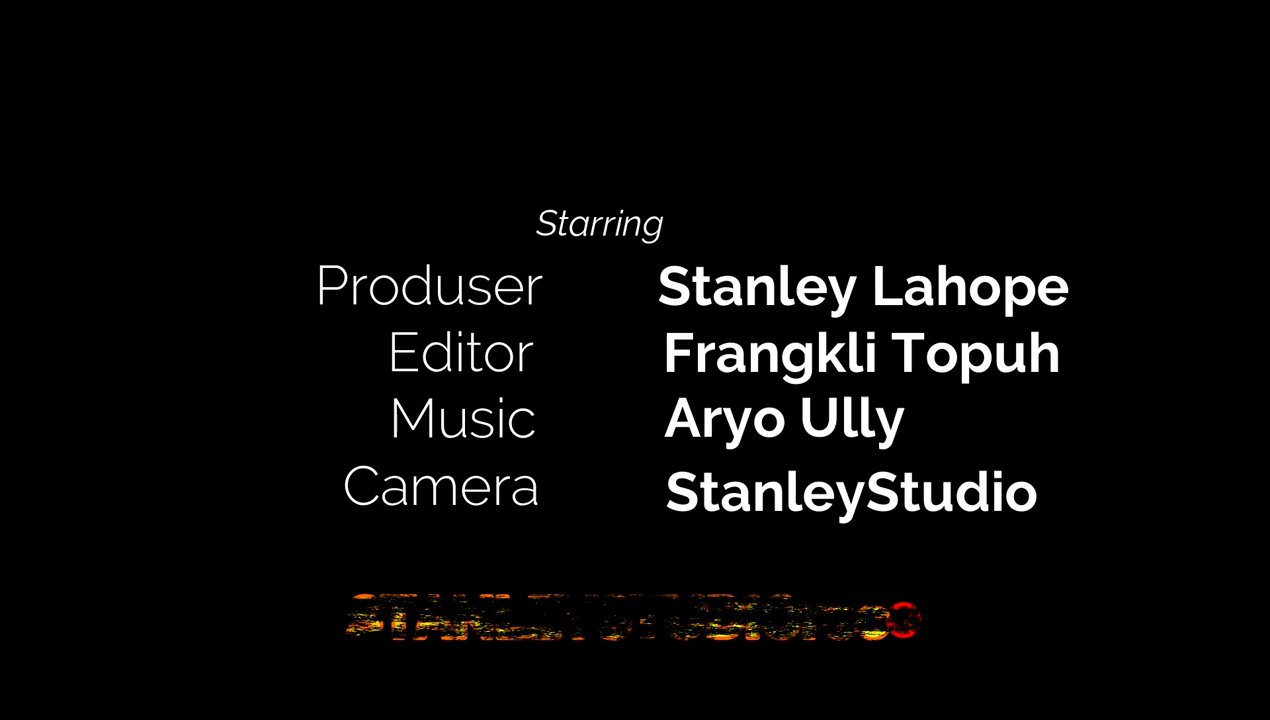 Starring
Produser Stanley Lahope
Editor Frangkli Topuh
Music Aryo Ully
Camera StanleyStudio